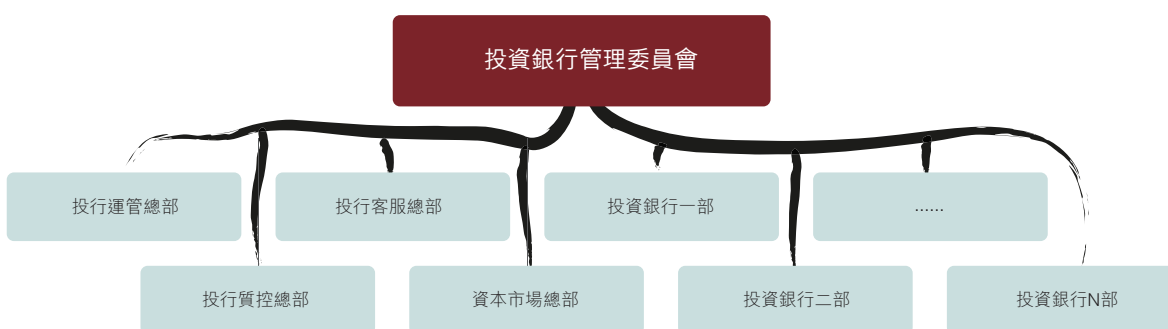 投資銀行管理委員會
投行運管總部
投行客服總部
投資銀行一部
......
投行質控總部
資本市場總部
投資銀行二部
投資銀行N部